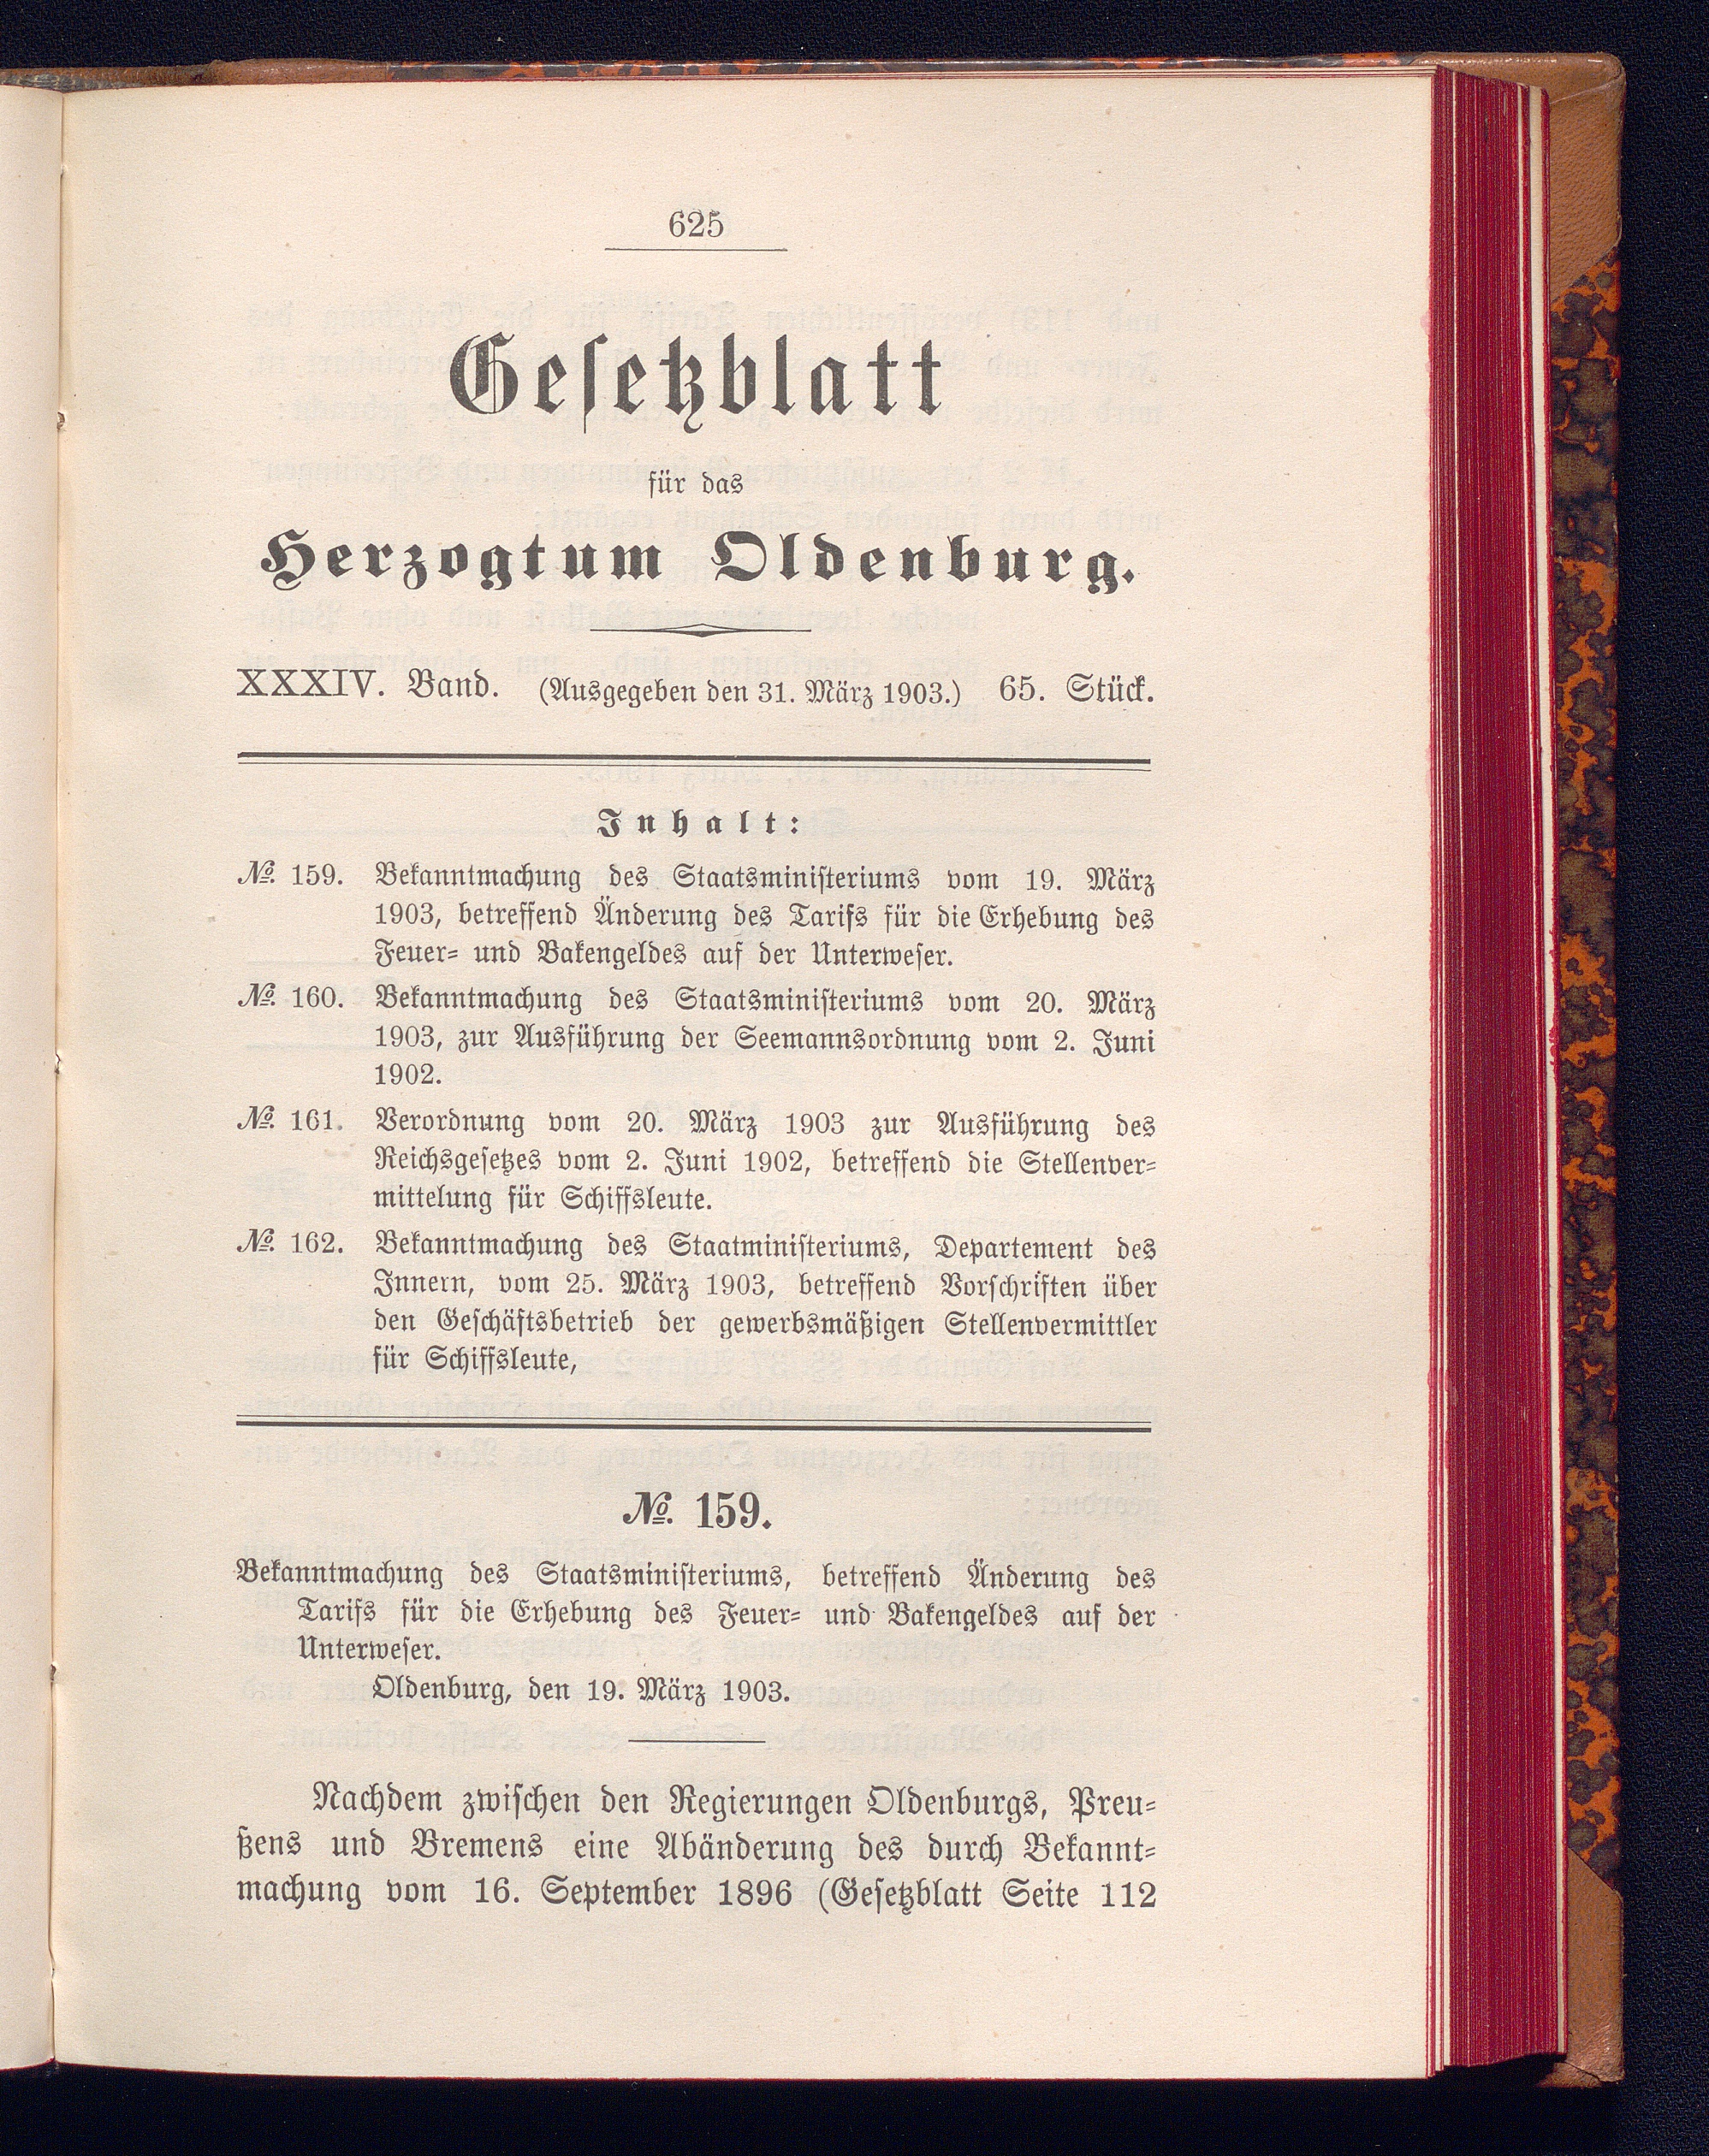 625
Gesetzblatt
für das
Herzogtum Oldenburg.
XXXIV. Band. (Ausgegeben den 31. März 1903.) 65. Stück.
Inhalt:
№. 159. Bekanntmachung des Staatsministeriums vom 19. März
1903, betreffend Änderung des Tarifs für die Erhebung des
Feuer- und Bakengeldes auf der Unterweser.
№. 160. Bekanntmachung des Staatsministeriums vom 20. März
1903, zur Ausführung der Seemannsordnung vom 2. Juni
1902.
№. 161. Verordnung vom 20. März 1903 zur Ausführung des
Reichsgesetzes vom 2. Juni 1902, betreffend die Stellenver-
mittelung für Schiffsleute.
№. 162. Bekanntmachung des Staatministeriums, Departement des
Innern, vom 25. März 1903, betreffend Vorschriften über
den Geschäftsbetrieb der gewerbsmäßigen Stellenvermittler
für Schiffsleute,
№. 159.
Bekanntmachung des Staatsministeriums, betreffend Änderung des
Tarifs für die Erhebung des Feuer- und Bakengeldes auf der
Unterweser.
Oldenburg, den 19. März 1903.
Nachdem zwischen den Regierungen Oldenburgs, Preu-
ßens und Bremens eine Abänderung des durch Bekannt-
machung vom 16. September 1896 (Gesetzblatt Seite 112